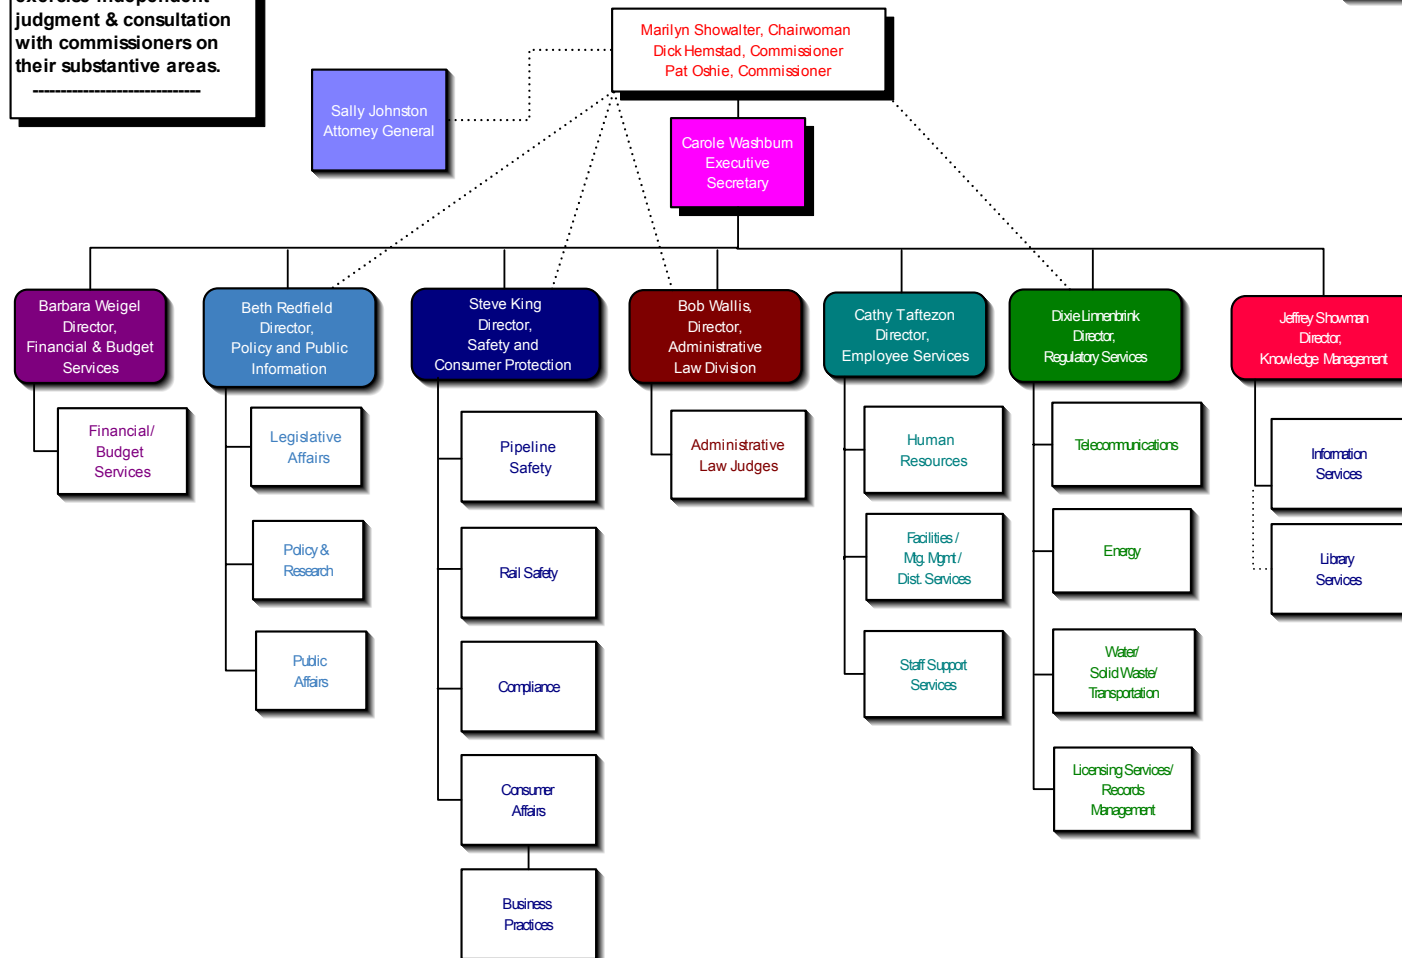 judgment & consultation
with commissioners on
their substantive areas.
------------------------------
Marilyn Showalter, Chairwoman
Dick Hemstad, Commissioner
Pat Oshie, Commissioner
Sally Johnston
Attorney General
Carole Washburn
Executive
Secretary
Barbara Weigel
Director,
Financial & Budget
Services
Beth Redfield
Director,
Policy and Public
Information
Steve King
Director,
Safety and
Consumer Protection
Bob Wallis,
Director,
Administrative
Law Division
Cathy Taftezon
Director,
Employee Services
Dixie Linnenbrink
Director,
Regulatory Services
Jeffrey Showman
Director,
Knowledge Management
Financial/
Budget
Services
Legislative
Affairs
Policy &
Research
Public
Affairs
Pipeline
Safety
Rail Safety
Compliance
Consumer
Affairs
Business
Practices
Administrative
Law Judges
Human
Resources
Facilities /
Mtg. Mgmt /
Dist. Services
Staff Support
Services
Telecommunications
Energy
Water/
Solid Waste/
Transportation
Licensing Services/
Records
Management
Information
Services
Library
Services